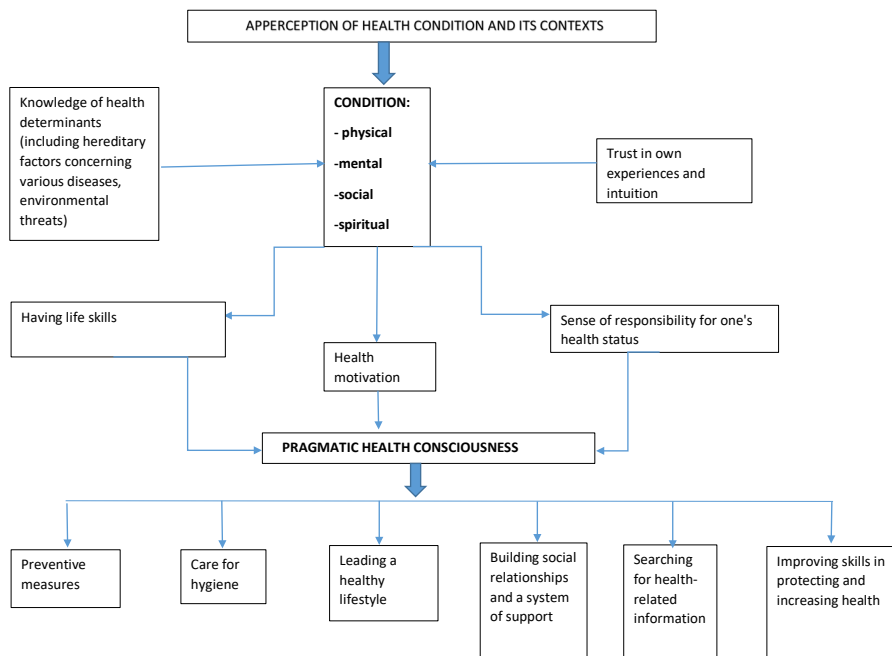 APPERCEPTION OF HEALTH CONDITION AND ITS CONTEXTS
Knowledge of health
determinants
(including hereditary
factors concerning
various diseases,
environmental
threats)
CONDITION:
- physical
-mental
-social
-spiritual
Trust in own
experiences and
intuition
Having life skills
Health
motivation
Sense of responsibility for one's
health status
PRAGMATIC HEALTH CONSCIOUSNESS
Preventive
measures
Care for
hygiene
Leading a
healthy
lifestyle
Building social
relationships
and a system
of support
Searching
for health-
related
information
Improving skills in
protecting and
increasing health